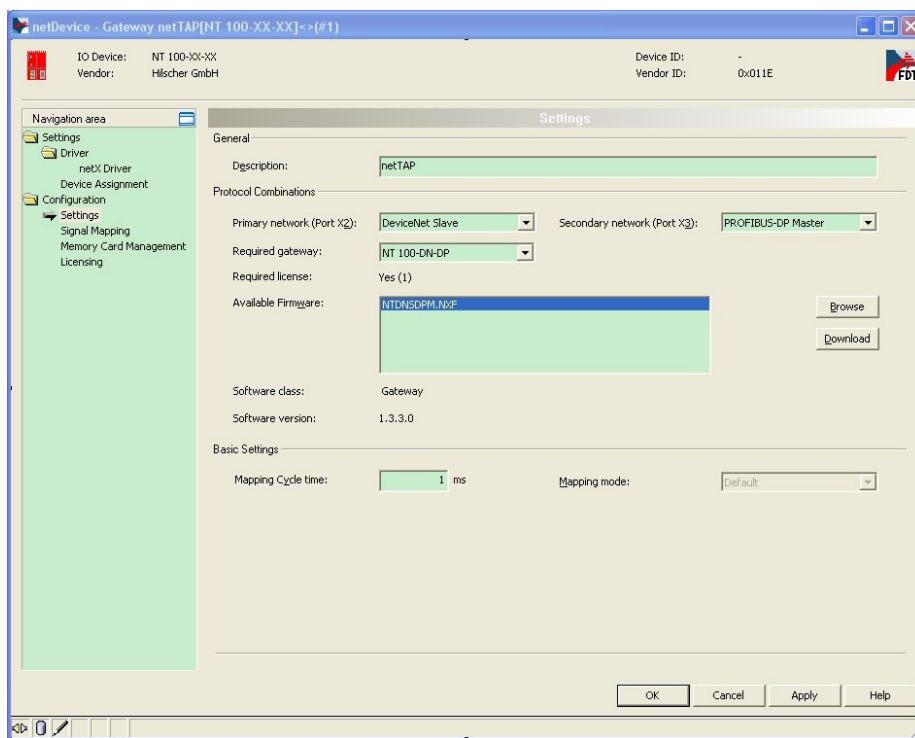 netDevice - Gateway netTAP[NT 100-XX-XX]<>(#1)
IO Device: NT 100-XX-XX Device ID: -
Vendor: Hilscher GmbH Vendor ID: 0x011E
FDT
Navigation area
Settings
Driver
netX Driver
Device Assignment
Configuration
Settings
Signal Mapping
Memory Card Management
Licensing
Settings
General
Description: netTAP
Protocol Combinations
Primary network (Port X2): DeviceNet Slave Secondary network (Port X3): PROFIBUS-DP Master
Required gateway: NT 100-DN-DP
Required license: Yes (1)
Available Firmware: NTDNSDPM.NXF Browse
Download
Software class: Gateway
Software version: 1.3.3.0
Basic Settings
Mapping Cycle time: 1 ms Mapping mode: Default
OK Cancel Apply Help